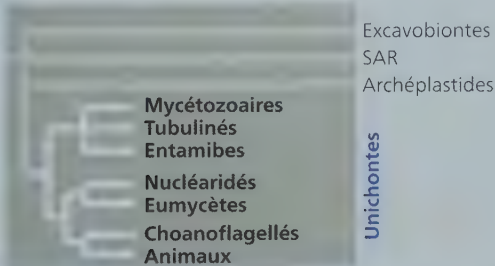 Excavobiontes
SAR
Archéplastides
Mycétozoaires
Tubulinés
Entamibes
Nucléaridés
Eumycètes
Choanoflagellés
Animaux
Unichontes